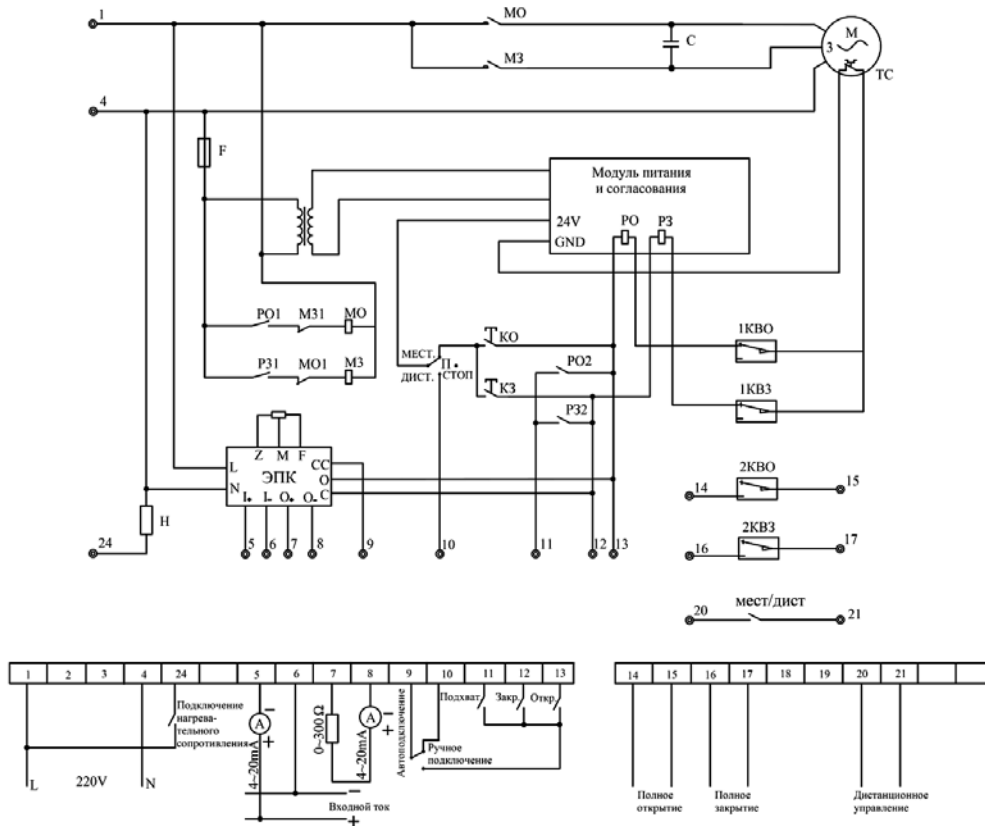 1
МО
М
3
С
МЗ
ТС
4
F
Модуль питания
и согласования
24V
РО
РЗ
GND
РО1
МЗ1
МО
РЗ1
МО1
МЗ
МЕСТ.
П
ДИСТ.
СТОП
КО
КЗ
РО2
РЗ2
1КВО
1КВЗ
Z M F
L
ЭПК
CC
N
O
I+ I- O+ O-
C
H
24
5
6
7
8
9
10
11
12
13
2КВО
14
15
2КВЗ
16
17
мест/дист
20
21
1 2 3 4 24 5 6 7 8 9 10 11 12 13
14 15 16 17 18 19 20 21
Подключение
нагрева-
тельного
сопротивления
L
220V
N
A
−
+
4~20mA
0~300Ω
A
−
+
4~20mA
Автоподключение
Ручное
подключение
Подхват
Закр.
Откр.
−
Входной ток
+
Полное
открытие
Полное
закрытие
Дистанционное
управление